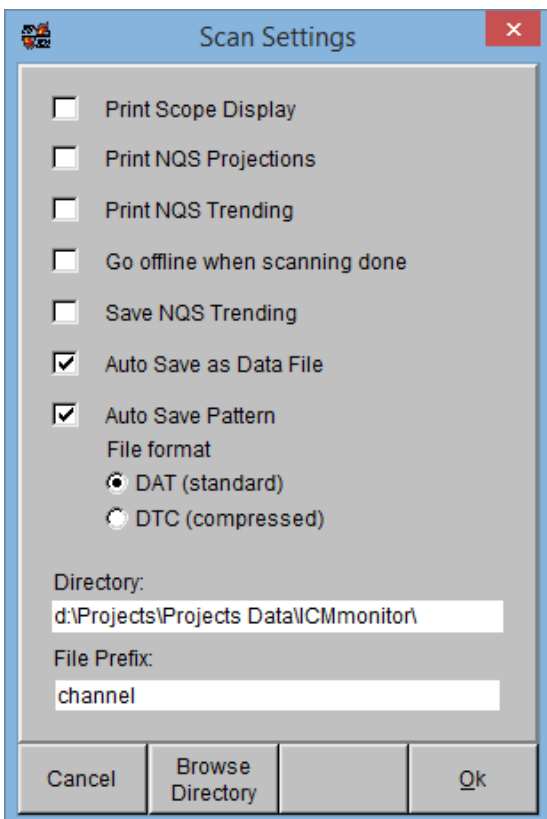 Scan Settings
Print Scope Display
Print NQS Projections
Print NQS Trending
Go offline when scanning done
Save NQS Trending
Auto Save as Data File
Auto Save Pattern
File format
DAT (standard)
DTC (compressed)
Directory:
d:\Projects\Projects Data\ICMmonitor\
File Prefix:
channel
Cancel
Browse
Directory
Ok